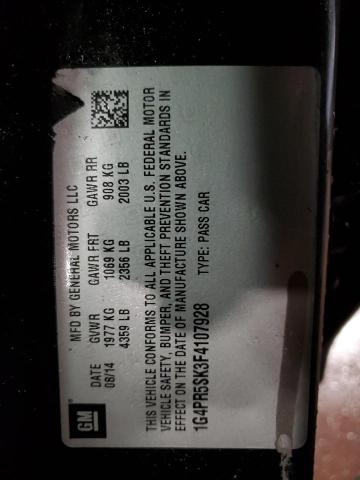 GM
MFD BY GENERAL MOTORS LLC
DATE GVWR GAWR FRT GAWR RR
08/14 1977 KG 1069 KG 908 KG
4359 LB 2356 LB 2003 LB
THIS VEHICLE CONFORMS TO ALL APPLICABLE U.S. FEDERAL MOTOR
VEHICLE SAFETY, BUMPER, AND THEFT PREVENTION STANDARDS IN
EFFECT ON THE DATE OF MANUFACTURE SHOWN ABOVE.
1G4PR5SK3F4107928 TYPE: PASS CAR